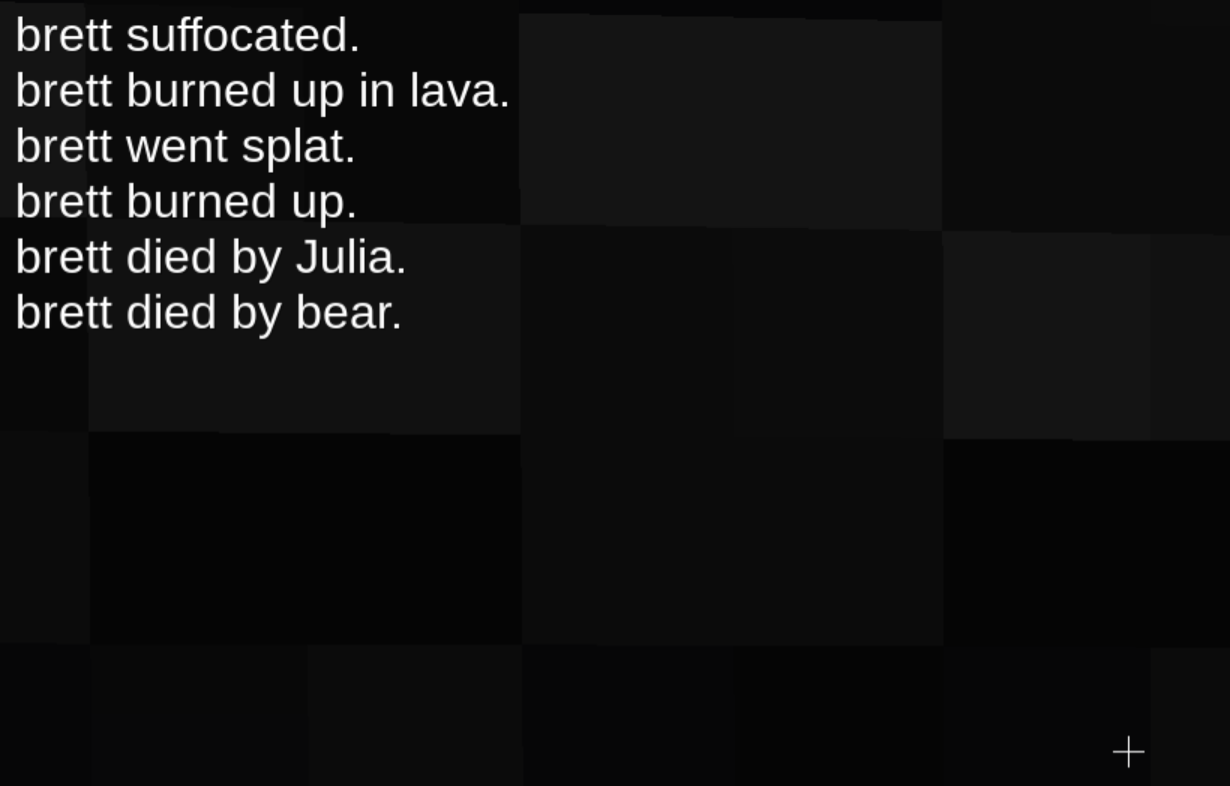 brett suffocated.
brett burned up in lava.
brett went splat.
brett burned up.
brett died by Julia.
brett died by bear.